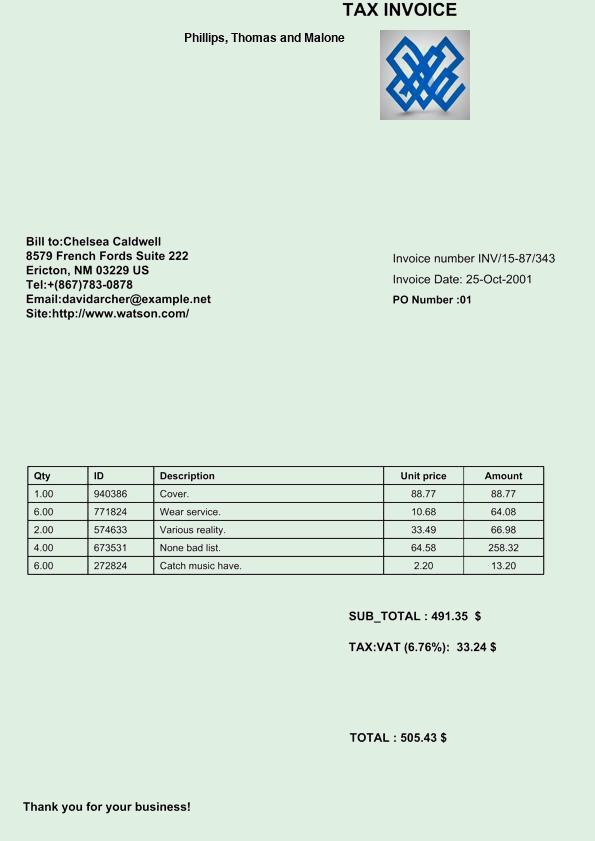 TAX INVOICE
Phillips, Thomas and Malone
Bill to:Chelsea Caldwell
8579 French Fords Suite 222
Ericton, NM 03229 US
Tel:+(867)783-0878
Email:davidarcher@example.net
Site:http://www.watson.com/
Invoice number INV/15-87/343
Invoice Date: 25-Oct-2001
PO Number :01
Qty ID Description Unit price Amount
1.00 940386 Cover. 88.77 88.77
6.00 771824 Wear service. 10.68 64.08
2.00 574633 Various reality. 33.49 66.98
4.00 673531 None bad list. 64.58 258.32
6.00 272824 Catch music have. 2.20 13.20
SUB_TOTAL : 491.35 $
TAX:VAT (6.76%): 33.24 $
TOTAL : 505.43 $
Thank you for your business!